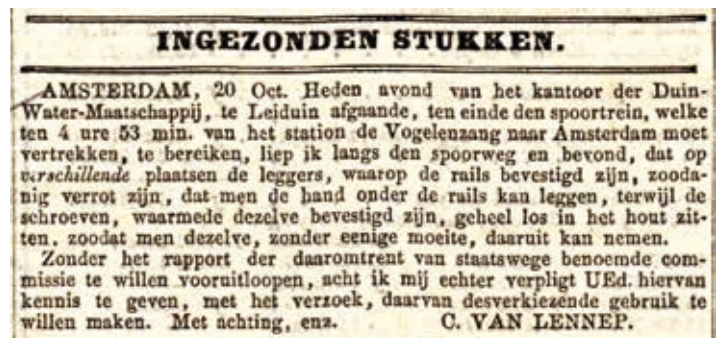 INGEZONDEN STUKKEN.
AMSTERDAM, 20 Oct. Heden avond van het kantoor der Duin-
Water-Maatschappij, te Leiduin afgaande, ten einde den spoortrein, welke
ten 4 ure 53 min. van het station de Vogelenzang naar Amsterdam moet
vertrekken, te bereiken, liep ik langs den spoorweg en bevond, dat op
verschillende plaatsen de leggers, waarop de rails bevestigd zijn, zooda-
nig verrot zijn, dat men de hand onder de rails kan leggen, terwijl de
schroeven, waarmede dezelve bevestigd zijn, geheel los in het hout zit-
ten, zoodat men dezelve, zonder eenige moeite, daaruit kan nemen.
Zonder het rapport der daaromtrent van staatswege benoemde com-
missie te willen vooruitloopen, acht ik mij echter verpligt UEd. hiervan
kennis te geven, met het verzoek, daarvan desverkiezende gebruik te
willen maken. Met achting, enz. C. VAN LENNEP.